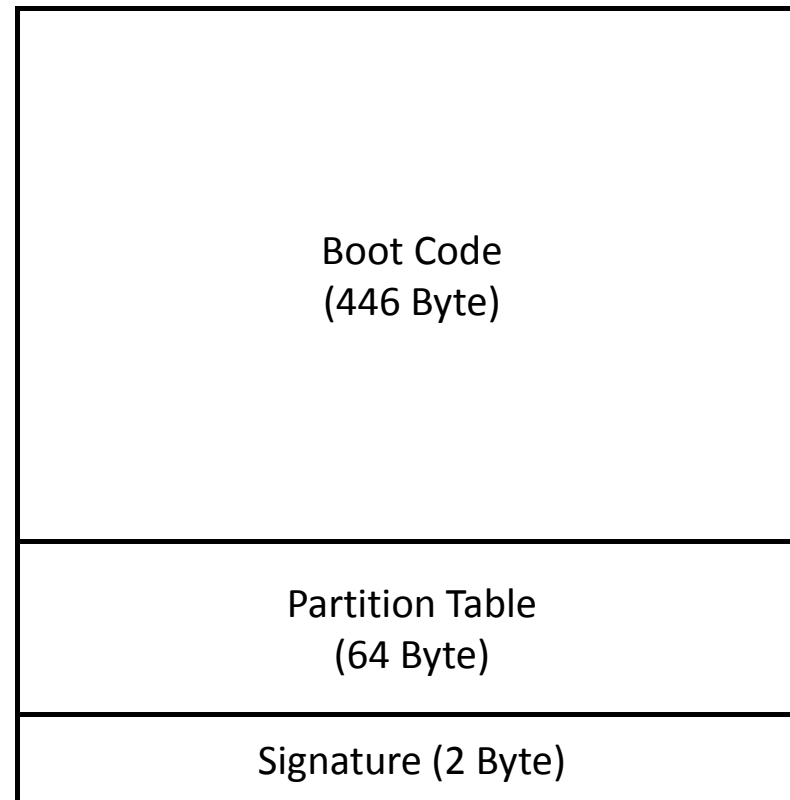 Boot Code
(446 Byte)
Partition Table
(64 Byte)
Signature (2 Byte)